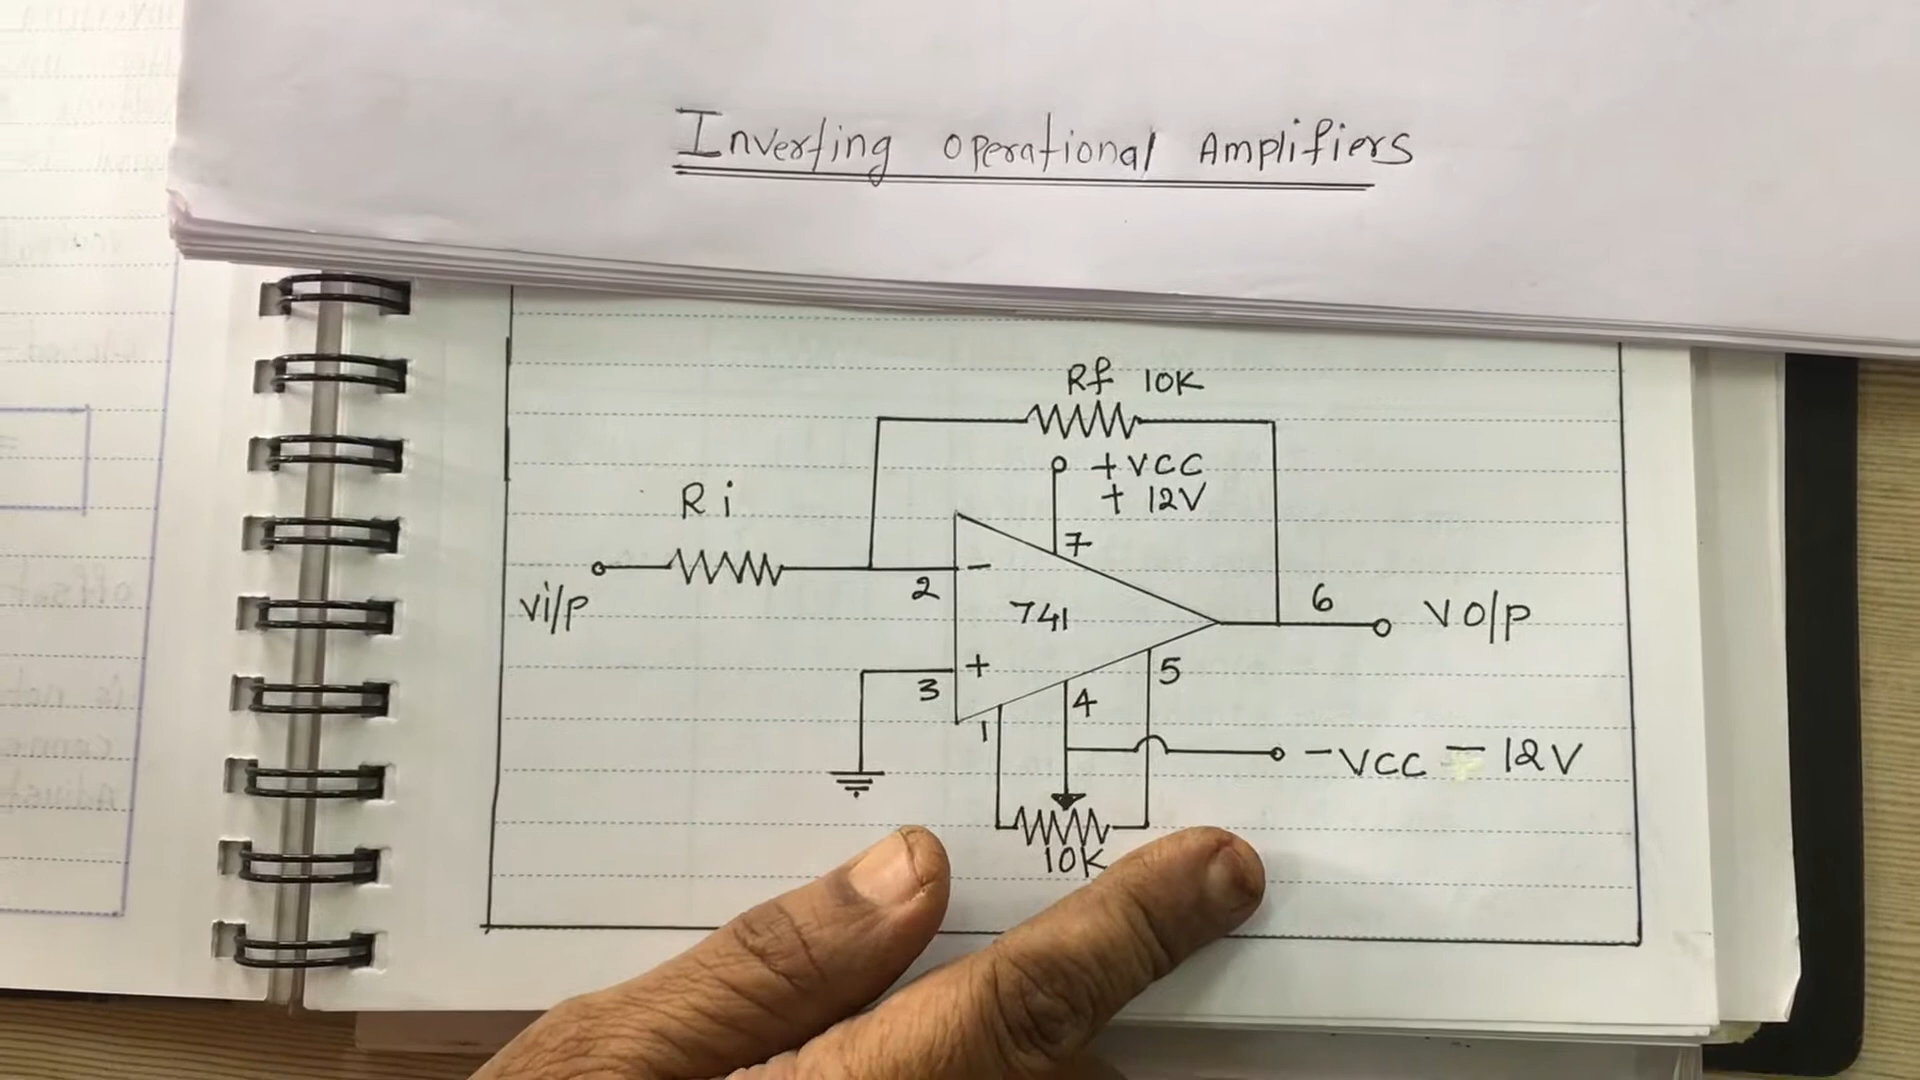 Inverting Operational Amplifiers
Rf 10K
+VCC
+ 12V
Ri
7
2
-
Vi/p
741
6
VO/P
+
3
5
4
1
-VCC - 12V
10K